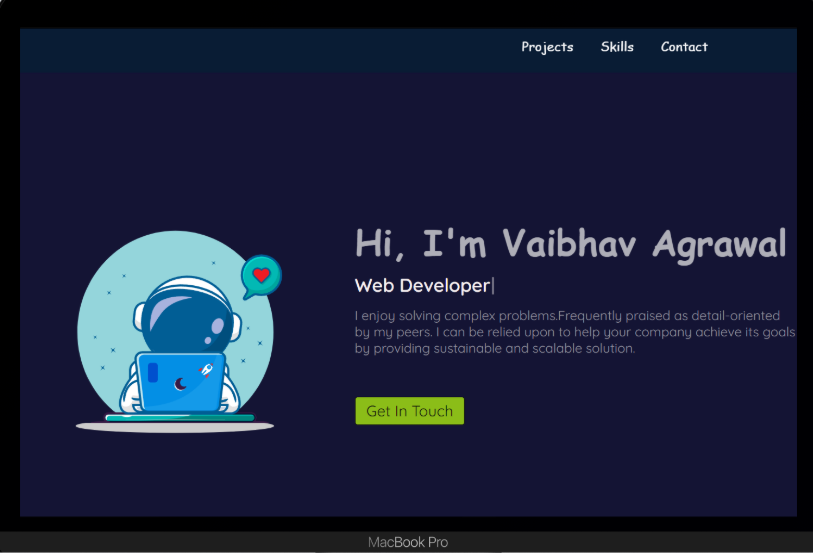 Projects Skills Contact
Hi, I'm Vaibhav Agrawal
Web Developer|
I enjoy solving complex problems.Frequently praised as detail-oriented
by my peers. I can be relied upon to help your company achieve its goals
by providing sustainable and scalable solution.
Get In Touch
MacBook Pro